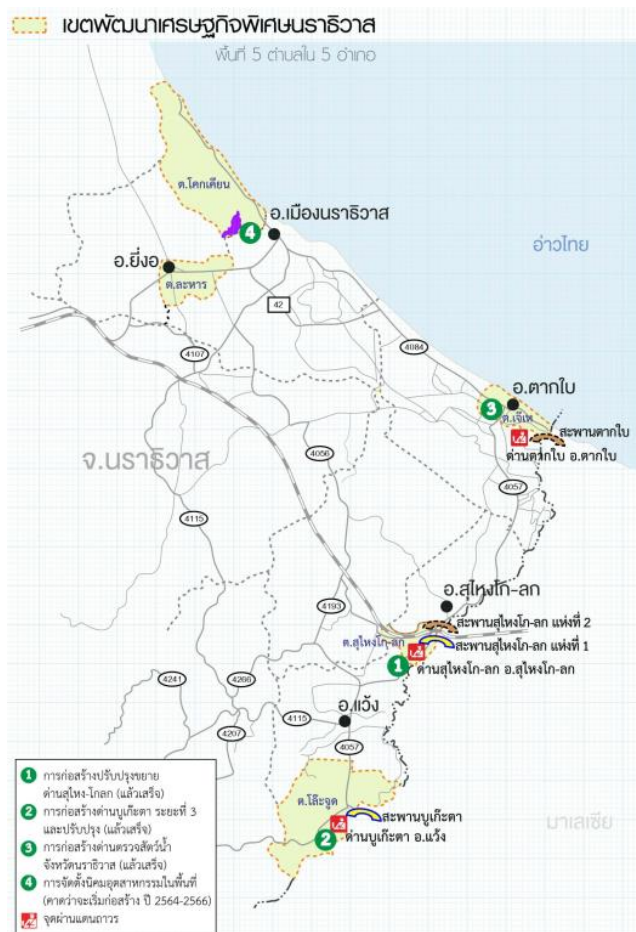 เขตพัฒนาเศรษฐกิจพิเศษนราธิวาส
พื้นที่ 5 ตำบลใน 5 อำเภอ
ต.โคกเคียน
4
อ.เมืองนราธิวาส
อ่าวไทย
อ.ยี่งอ
ต.ละหาร
42
4107
4084
อ.ตากใบ
3
ต.เจ๊ะเห
สะพานตากใบ
ด่านตากใบ อ.ตากใบ
จ.นราธิวาส
4056
4057
4115
อ.สุไหงโก-ลก
4193
สะพานสุไหงโก-ลก แห่งที่ 2
ต.สุไหงโก-ลก
สะพานสุไหงโก-ลก แห่งที่ 1
1
ด่านสุไหงโก-ลก อ.สุไหงโก-ลก
4241
4266
อ.แว้ง
4115
4207
4057
ต.โล๊ะจูด
สะพานบูเก๊ะตา
มาเลเซีย
2
ด่านบูเก๊ะตา อ.แว้ง
1 การก่อสร้างปรับปรุงขยาย
ด่านสุไหง-โกลก (แล้วเสร็จ)
2 การก่อสร้างด่านบูเก๊ะตา ระยะที่ 3
และปรับปรุง (แล้วเสร็จ)
3 การก่อสร้างด่านตรวจสัตว์น้ำ
จังหวัดนราธิวาส (แล้วเสร็จ)
4 การจัดตั้งนิคมอุตสาหกรรมในพื้นที่
(คาดว่าจะเริ่มก่อสร้าง ปี 2564-2566)
จุดผ่านแดนถาวร